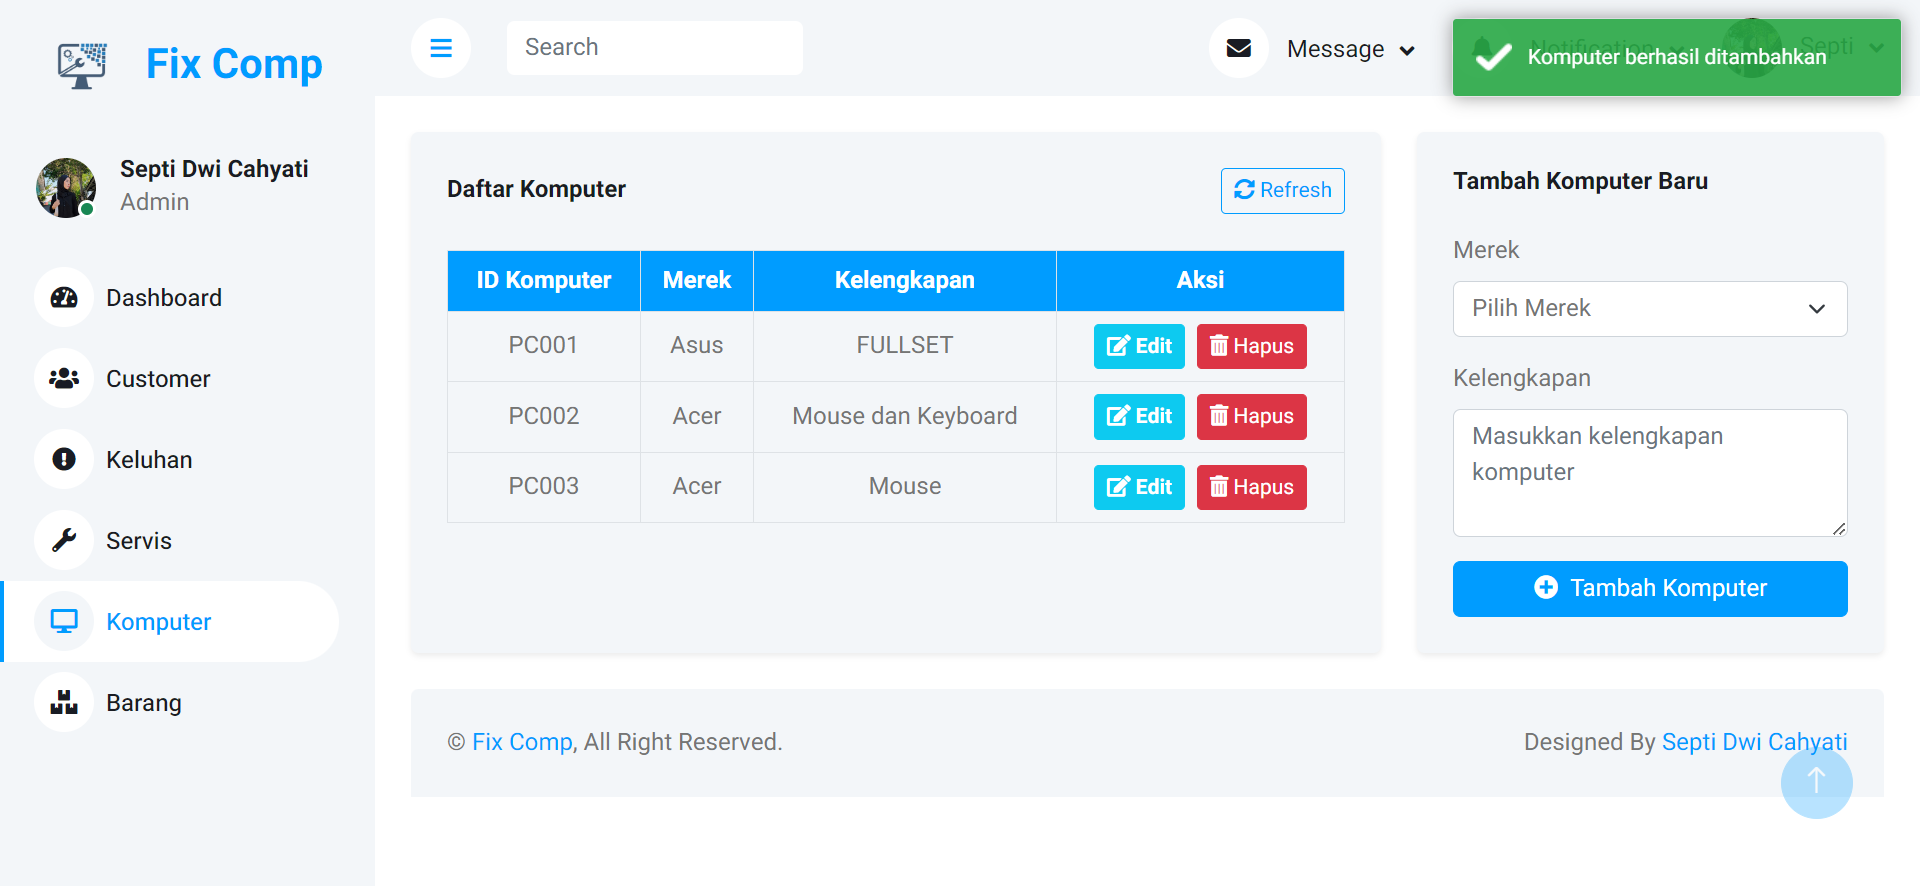 Fix Comp
Search
Message
Notification
Septi
Komputer berhasil ditambahkan
Septi Dwi Cahyati
Admin
Dashboard
Customer
Keluhan
Servis
Komputer
Barang
Daftar Komputer
Refresh
ID Komputer Merek Kelengkapan Aksi
PC001 Asus FULLSET Edit Hapus
PC002 Acer Mouse dan Keyboard Edit Hapus
PC003 Acer Mouse Edit Hapus
Tambah Komputer Baru
Merek
Pilih Merek
Kelengkapan
Masukkan kelengkapan
komputer
Tambah Komputer
© Fix Comp, All Right Reserved.
Designed By Septi Dwi Cahyati